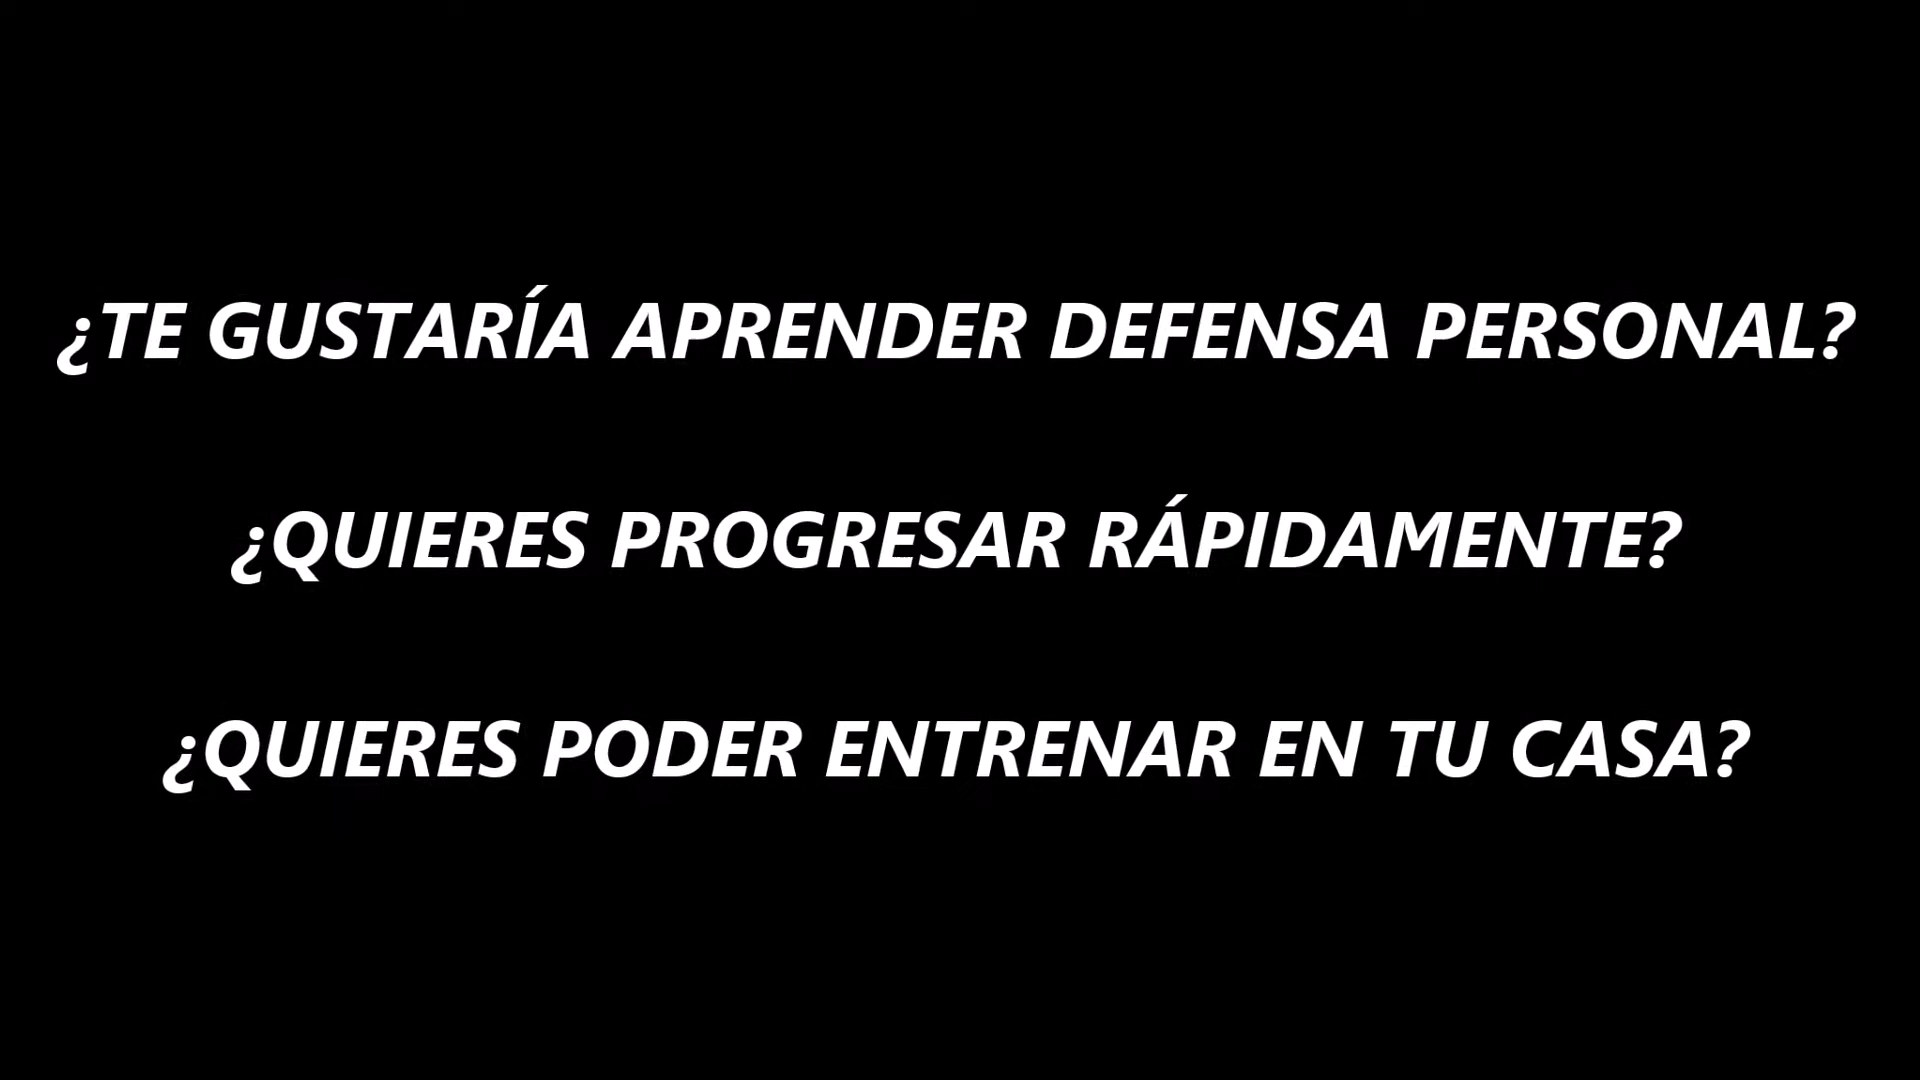 ¿TE GUSTARÍA APRENDER DEFENSA PERSONAL?
¿QUIERES PROGRESAR RÁPIDAMENTE?
¿QUIERES PODER ENTRENAR EN TU CASA?